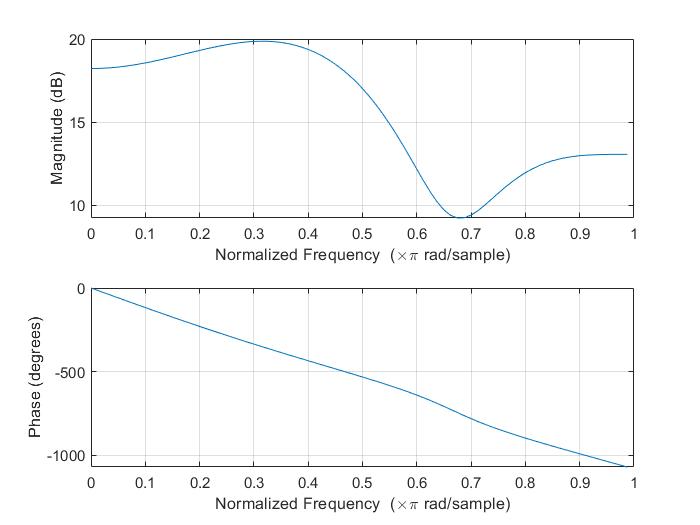 20
15
10
Magnitude (dB)
0 0.1 0.2 0.3 0.4 0.5 0.6 0.7 0.8 0.9 1
Normalized Frequency (×π rad/sample)
0
-500
-1000
Phase (degrees)
0 0.1 0.2 0.3 0.4 0.5 0.6 0.7 0.8 0.9 1
Normalized Frequency (×π rad/sample)